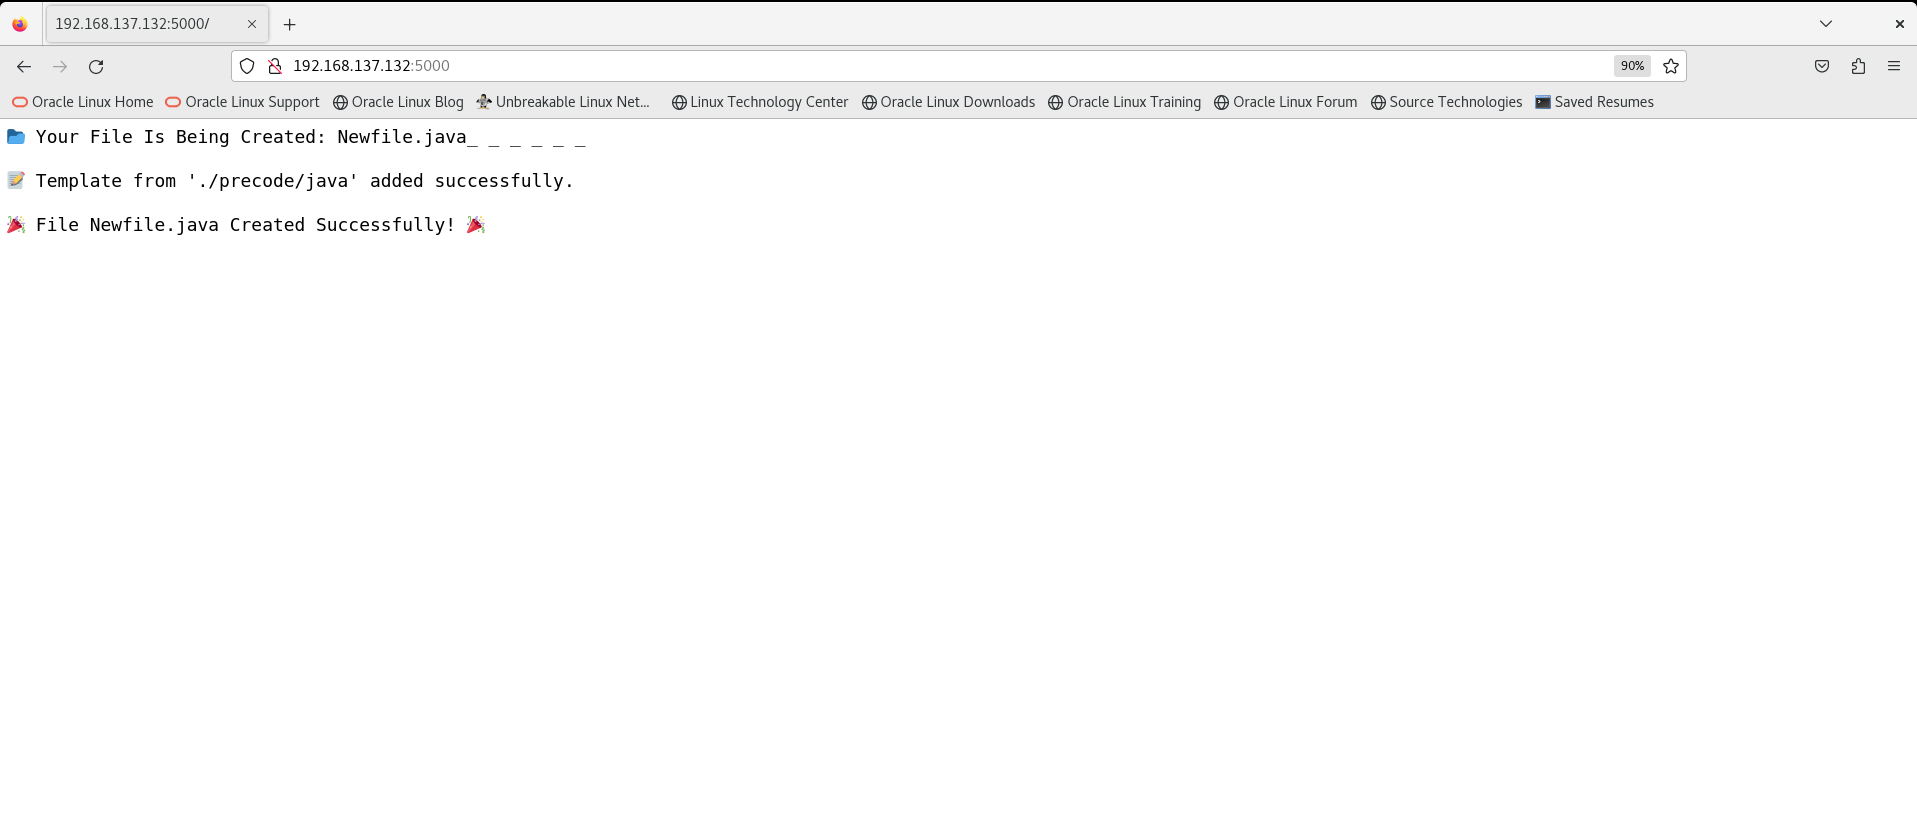 192.168.137.132:5000/
192.168.137.132:5000
90%
Oracle Linux Home Oracle Linux Support Oracle Linux Blog Unbreakable Linux Net... Linux Technology Center Oracle Linux Downloads Oracle Linux Training Oracle Linux Forum Source Technologies Saved Resumes
📂 Your File Is Being Created: Newfile.java_ _ _ _ _ _
📝 Template from './precode/java' added successfully.
🎉 File Newfile.java Created Successfully! 🎉